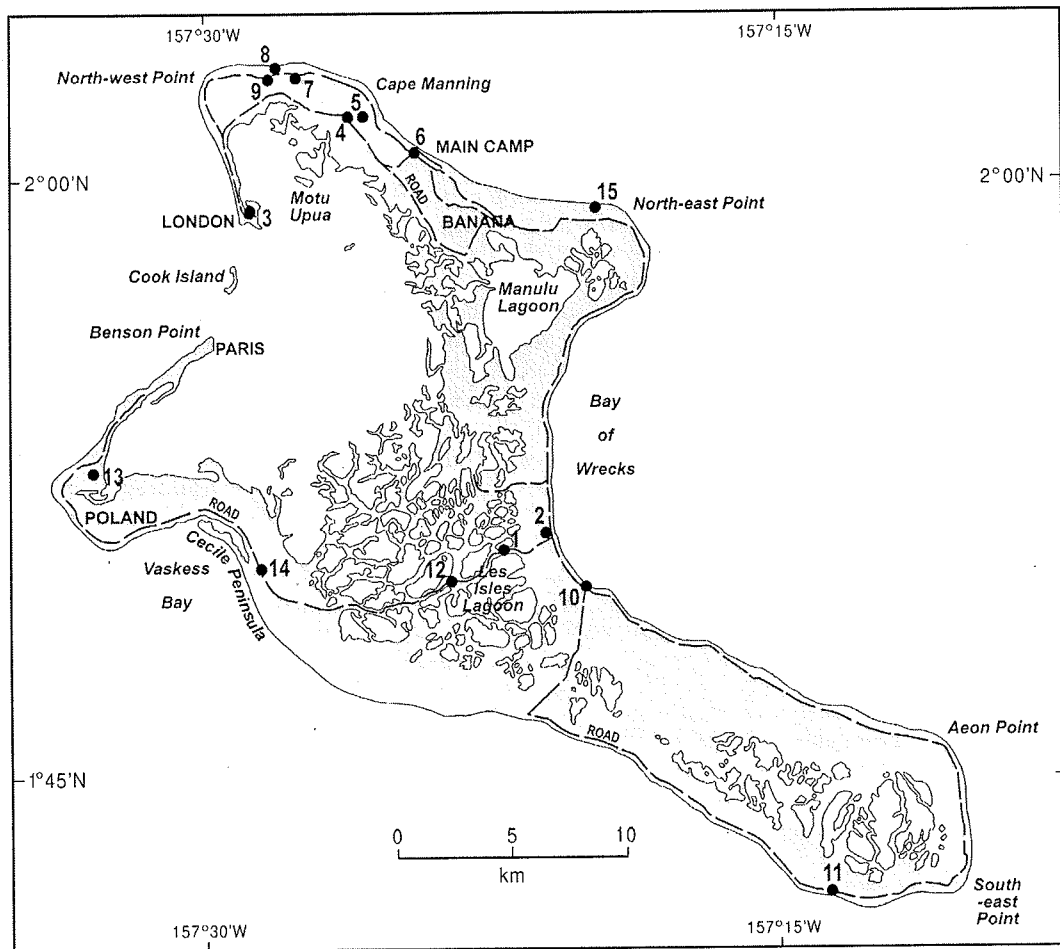 157°30'W
157°15'W
8
North-west Point
9
7
Cape Manning
5
4
6
MAIN CAMP
2°00'N
2°00'N
Motu
Upua
ROAD
15
North-east Point
LONDON
3
BANANA
Cook Island
Manulu
Lagoon
Benson Point
PARIS
Bay
of
Wrecks
13
POLAND
ROAD
2
1
Cecile Peninsula
Vaskess
Bay
14
12
Les
Isles
Lagoon
10
ROAD
Aeon Point
1°45'N
0
5
10
km
11
South
-east
Point
157°30'W
157°15'W